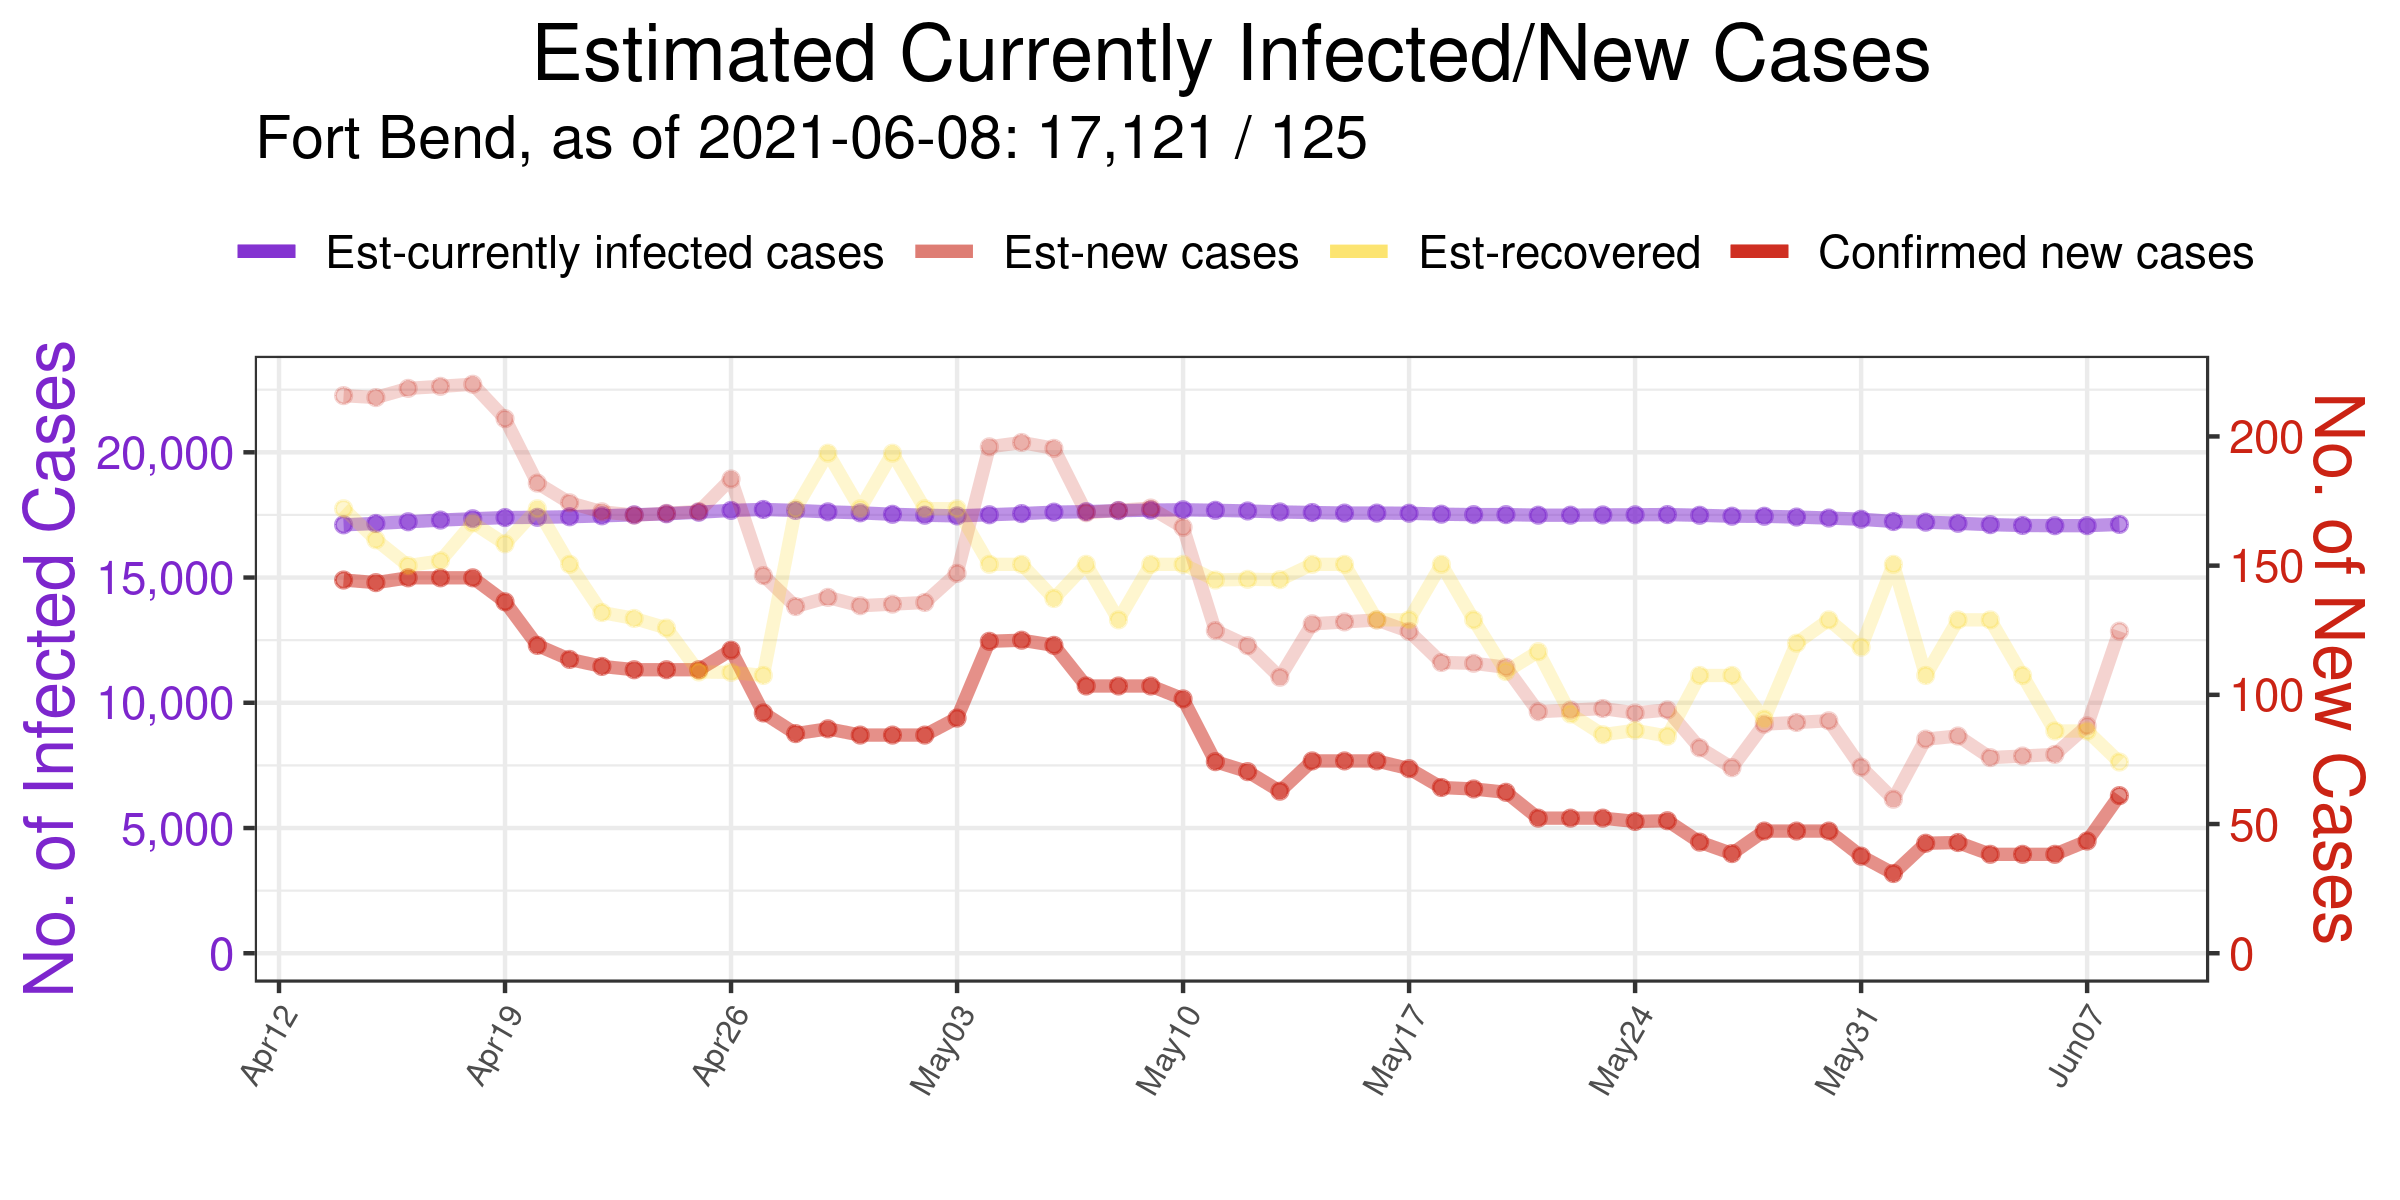 Estimated Currently Infected/New Cases
Fort Bend, as of 2021-06-08: 17,121 / 125
Est-currently infected cases Est-new cases Est-recovered Confirmed new cases
No. of Infected Cases
20,000
15,000
10,000
5,000
0
200
150
100
50
0
No. of New Cases
Apr12 Apr19 Apr26 May03 May10 May17 May24 May31 Jun07